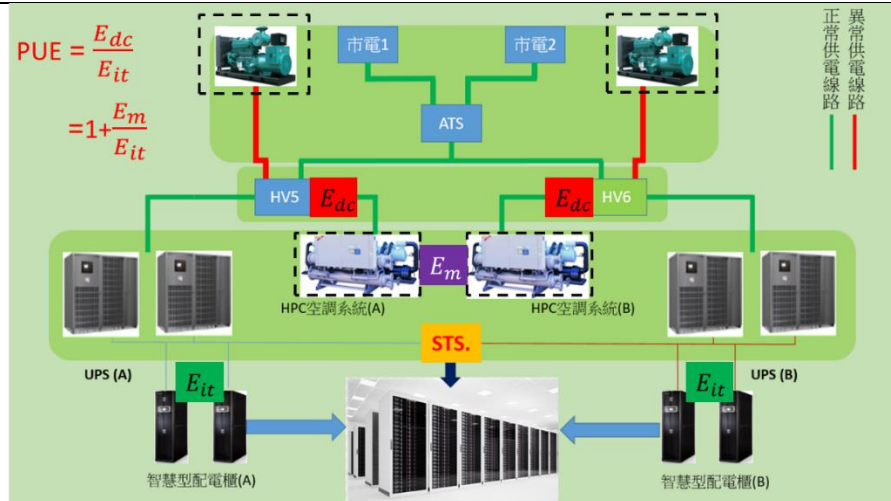 PUE = E_dc / E_it
=1+ E_m / E_it
市電1
市電2
正常供電線路
異常供電線路
ATS
HV5
E_dc
E_dc
HV6
E_m
HPC空調系統(A)
HPC空調系統(B)
STS.
UPS (A)
UPS (B)
E_it
E_it
智慧型配電櫃(A)
智慧型配電櫃(B)